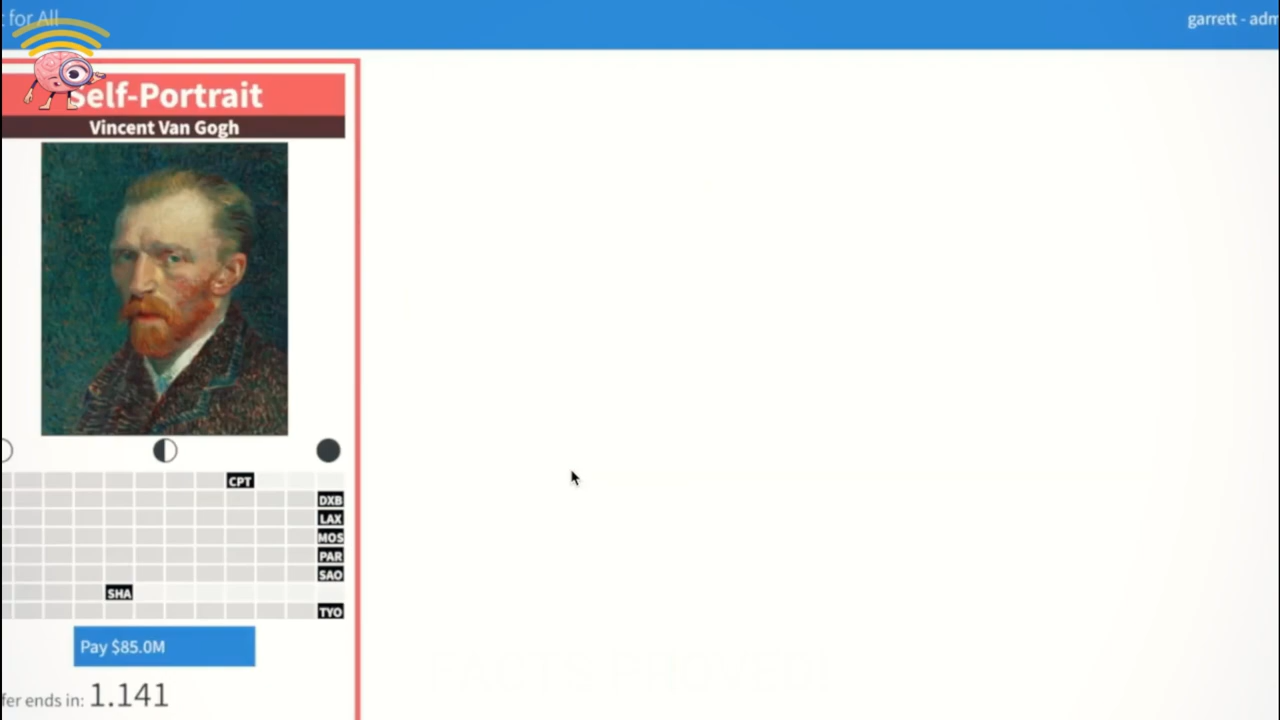 t for All
garrett - adm
Self-Portrait
Vincent Van Gogh
CPT
DXB
LAX
MOS
PAR
SAO
SHA
TYO
Pay $85.0M
fer ends in: 1.141